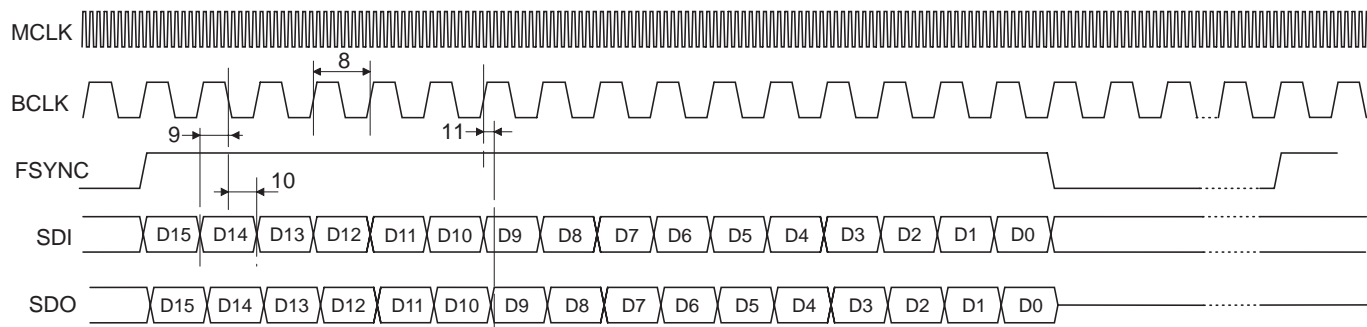 MCLK
8
BCLK
9
11
FSYNC
10
SDI D15 D14 D13 D12 D11 D10 D9 D8 D7 D6 D5 D4 D3 D2 D1 D0
SDO D15 D14 D13 D12 D11 D10 D9 D8 D7 D6 D5 D4 D3 D2 D1 D0